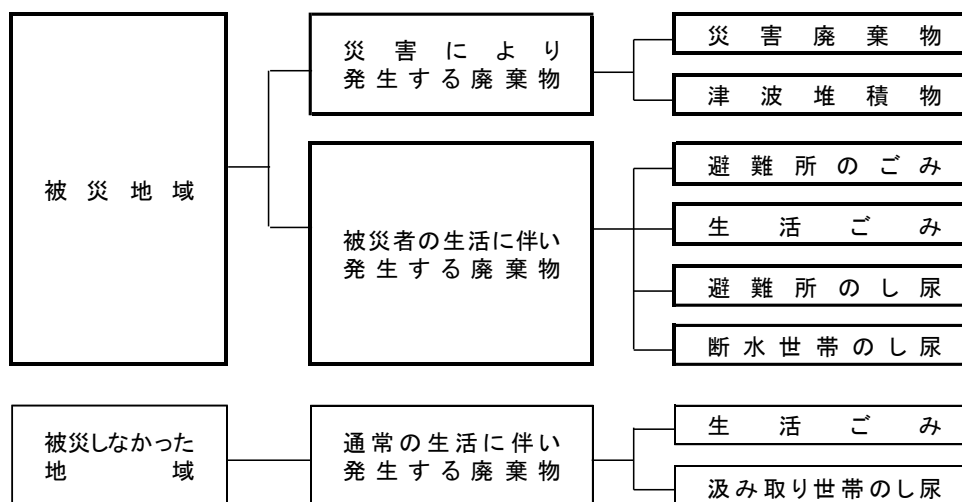 被災地域
災害により
発生する廃棄物
災害廃棄物
津波堆積物
被災者の生活に伴い
発生する廃棄物
避難所のごみ
生活ごみ
避難所のし尿
断水世帯のし尿
被災しなかった
地域
通常の生活に伴い
発生する廃棄物
生活ごみ
汲み取り世帯のし尿